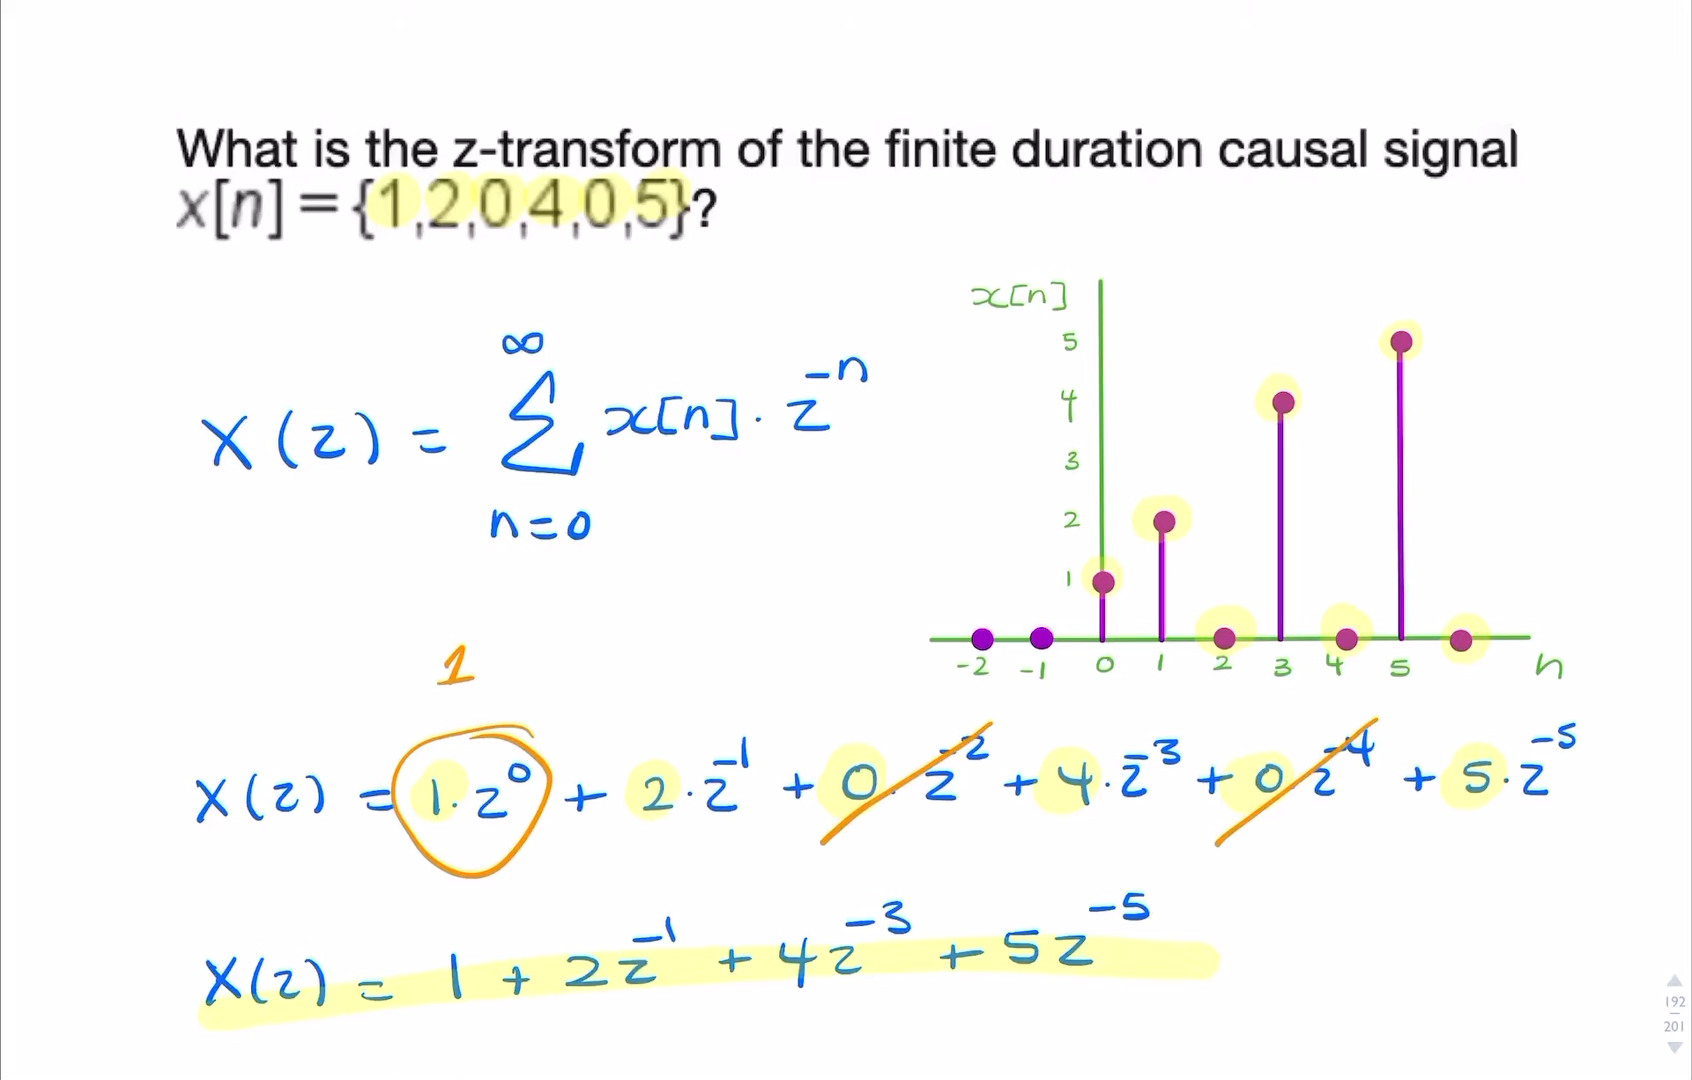 What is the z-transform of the finite duration causal signal
x[n] = {1,2,0,4,0,5}?
x[n]
5
4
3
2
1
-2 -1 0 1 2 3 4 5 n
∞
X(z) = Σ x[n] · z^-n
n=0
1
X(z) = 1·z^0 + 2·z^-1 + 0·z^-2 + 4·z^-3 + 0·z^-4 + 5·z^-5
X(z) = 1 + 2z^-1 + 4z^-3 + 5z^-5
192
201